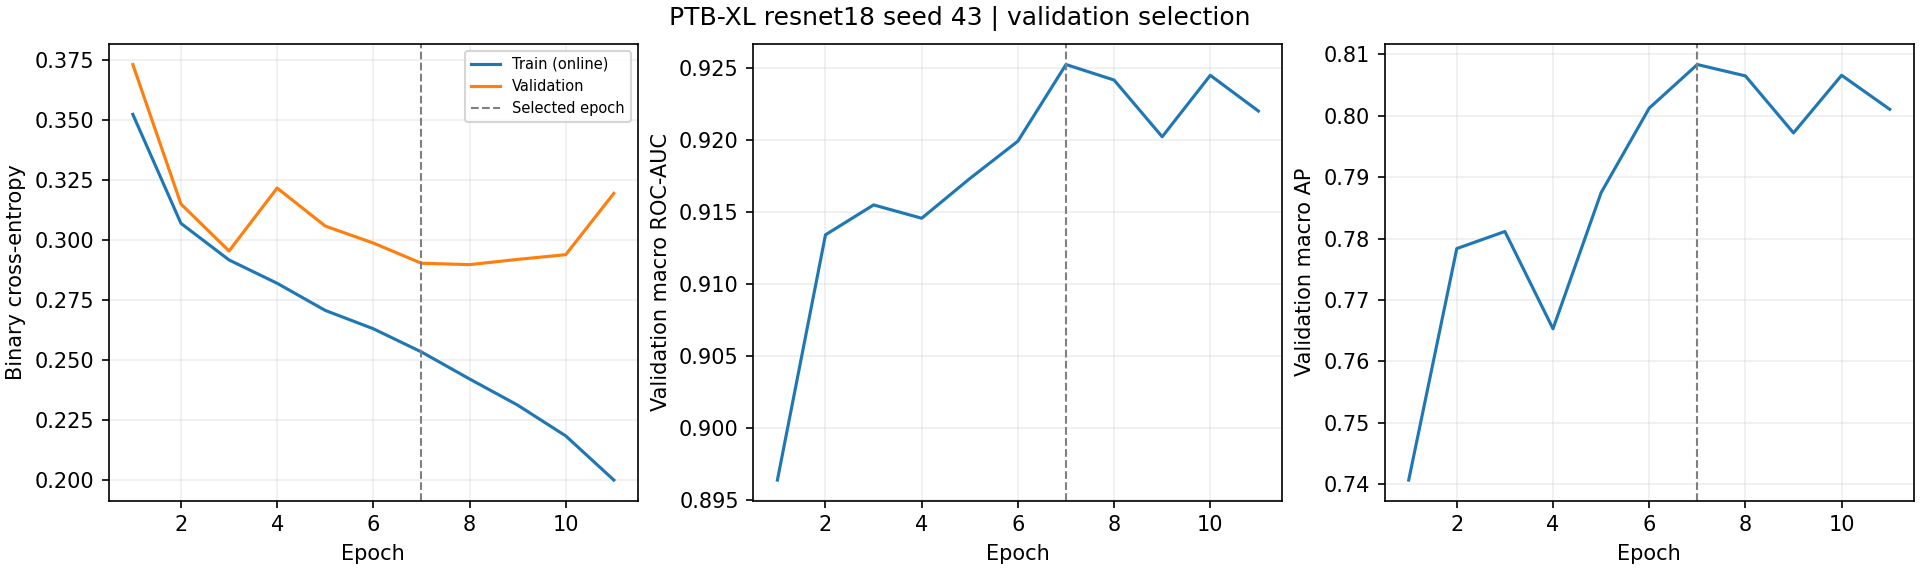 PTB-XL resnet18 seed 43 | validation selection
Binary cross-entropy
0.375
0.350
0.325
0.300
0.275
0.250
0.225
0.200
Train (online)
Validation
Selected epoch
2 4 6 8 10
Epoch
Validation macro ROC-AUC
0.925
0.920
0.915
0.910
0.905
0.900
0.895
2 4 6 8 10
Epoch
Validation macro AP
0.81
0.80
0.79
0.78
0.77
0.76
0.75
0.74
2 4 6 8 10
Epoch